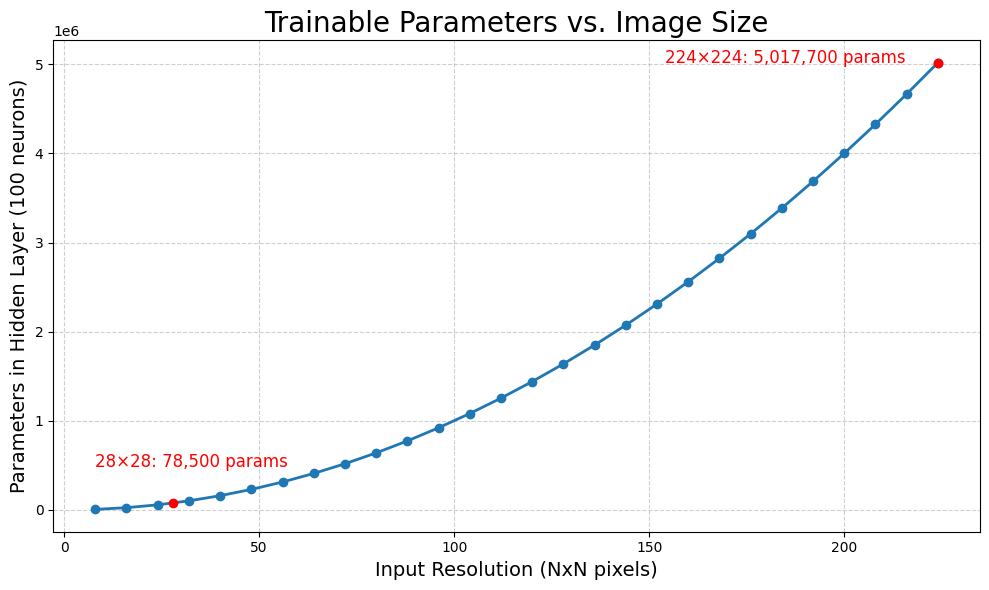 Trainable Parameters vs. Image Size
1e6
224×224: 5,017,700 params
5
4
3
2
1
0
Parameters in Hidden Layer (100 neurons)
28×28: 78,500 params
0
50
100
150
200
Input Resolution (NxN pixels)